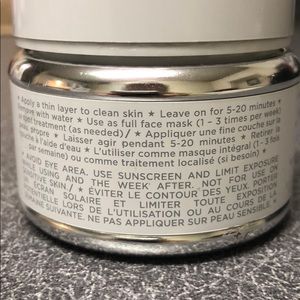 * Apply a thin layer to clean skin * Leave on for 5-20 minutes *
Remove with water * Use as full face mask (1 - 3 times per week)
or spot treatment (as needed) / * Appliquer une fine couche sur la
peau propre * Laisser agir pendant 5-20 minutes * Retirer le
à l'aide d'eau * L'utiliser comme masque intégral (1 - 3 fois
par semaine) ou comme traitement localisé (si besoin) *
AVOID EYE AREA. USE SUNSCREEN AND LIMIT EXPOSURE
USING AND THE WEEK AFTER. NOT FOR USE ON
SENSITIVE SKIN / ÉVITER LE CONTOUR DES YEUX. PORTER
ÉCRAN SOLAIRE ET LIMITER TOUTE EXPOSITION
LORS DE L'UTILISATION OU AU COURS DE LA
SEMAINE SUIVANTE. NE PAS APPLIQUER SUR PEAU SENSIBLE